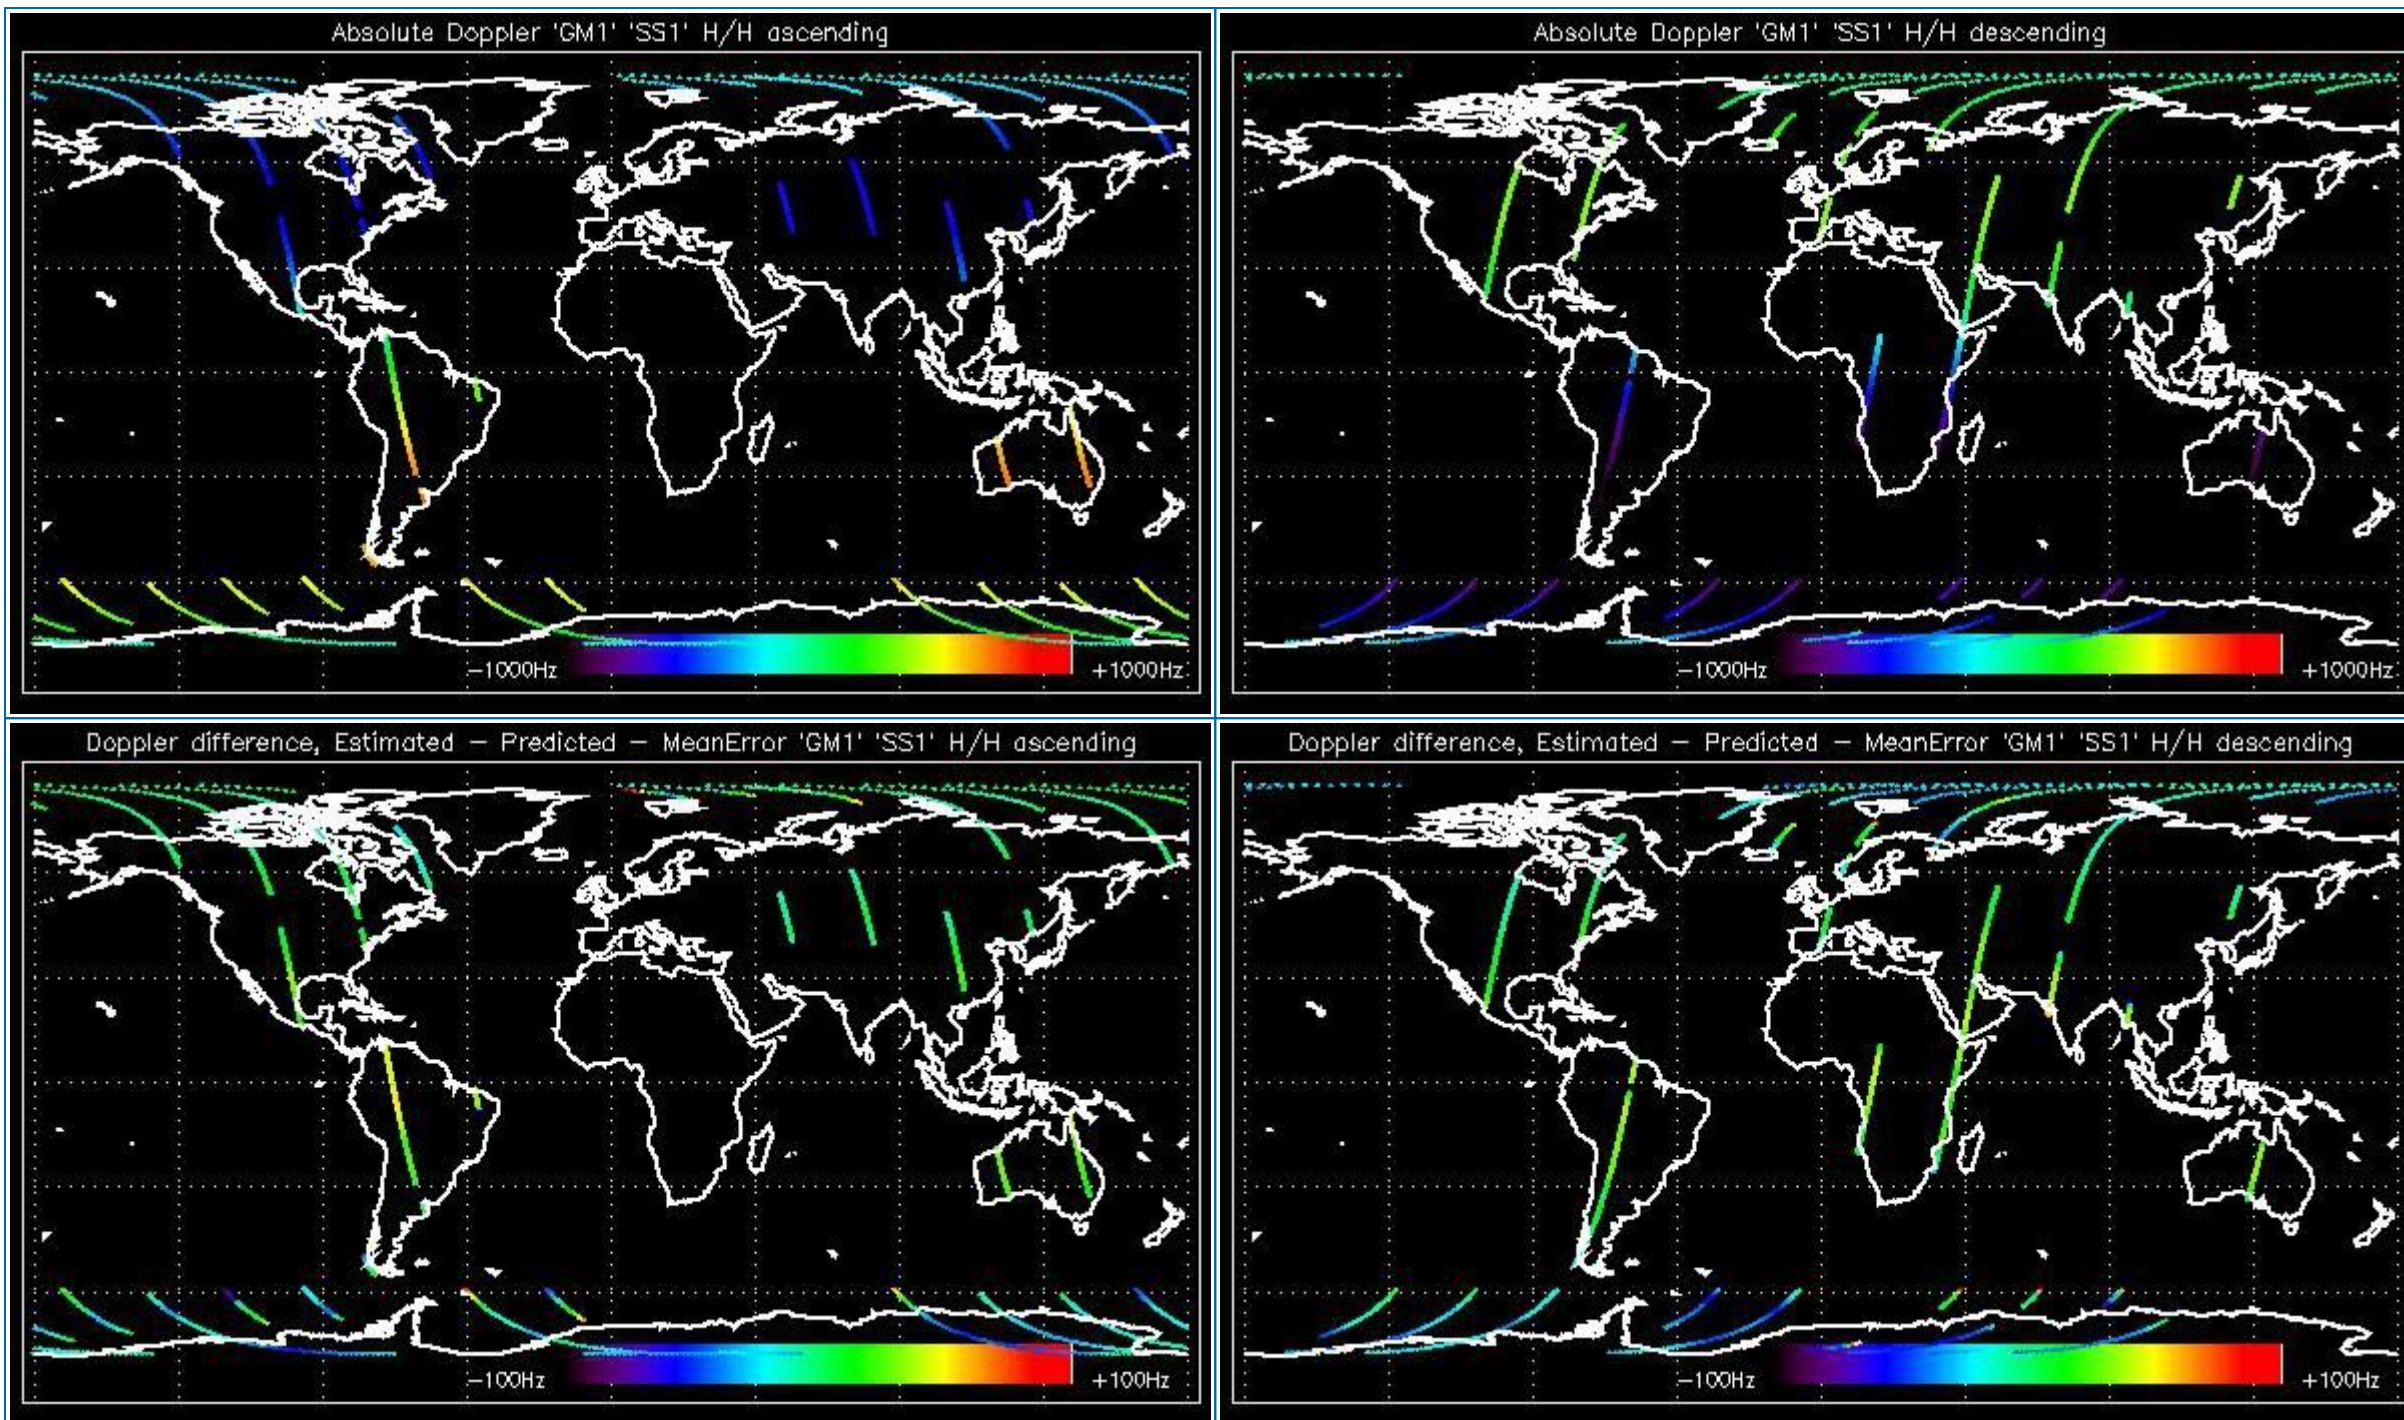 Absolute Doppler 'GM1' 'SS1' H/H ascending
-1000Hz +1000Hz
Absolute Doppler 'GM1' 'SS1' H/H descending
-1000Hz +1000Hz
Doppler difference, Estimated - Predicted - MeanError 'GM1' 'SS1' H/H ascending
-100Hz +100Hz
Doppler difference, Estimated - Predicted - MeanError 'GM1' 'SS1' H/H descending
-100Hz +100Hz